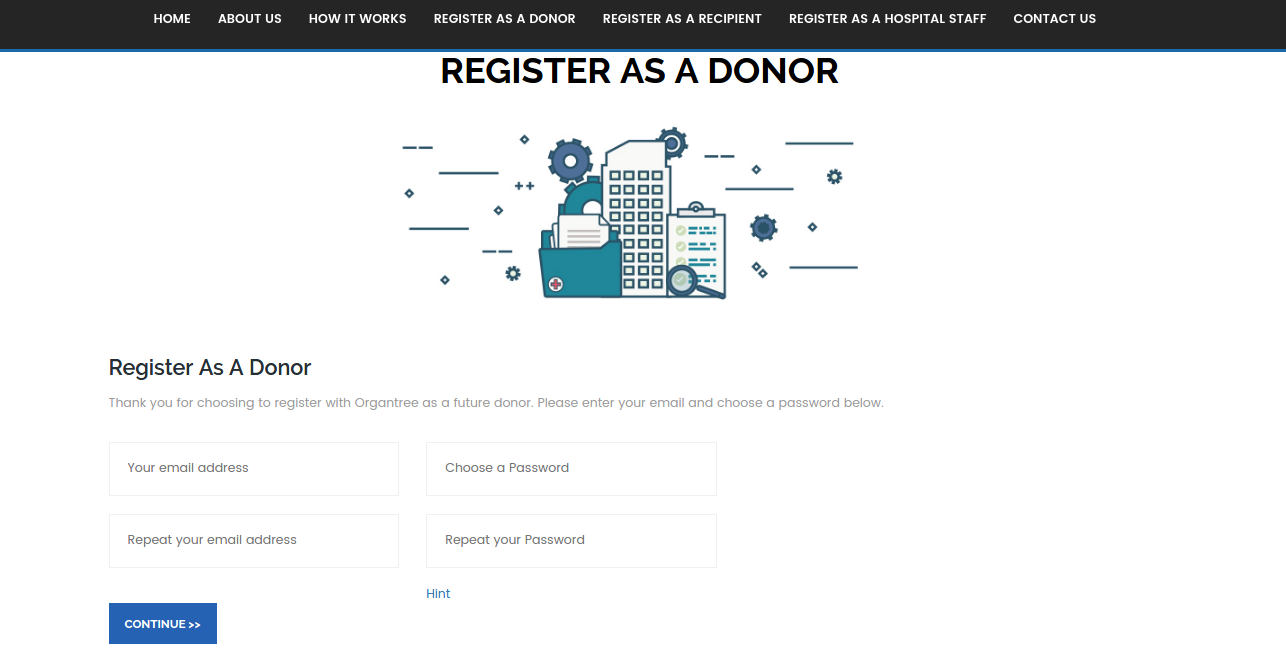 HOME ABOUT US HOW IT WORKS REGISTER AS A DONOR REGISTER AS A RECIPIENT REGISTER AS A HOSPITAL STAFF CONTACT US
REGISTER AS A DONOR
Register As A Donor
Thank you for choosing to register with Organtree as a future donor. Please enter your email and choose a password below.
Your email address Choose a Password
Repeat your email address Repeat your Password
Hint
CONTINUE >>